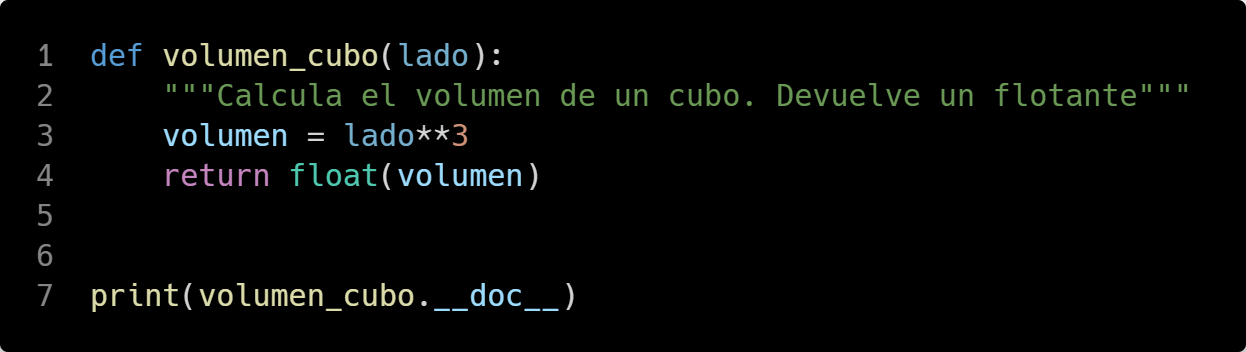 1 def volumen_cubo(lado):
2     """Calcula el volumen de un cubo. Devuelve un flotante"""
3     volumen = lado**3
4     return float(volumen)
5
6
7 print(volumen_cubo.__doc__)